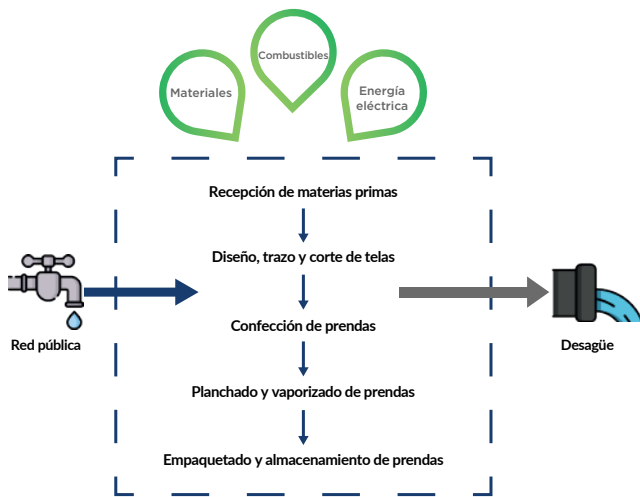 Combustibles
Materiales
Energía
eléctrica
Recepción de materias primas
Diseño, trazo y corte de telas
Confección de prendas
Red pública
Desagüe
Planchado y vaporizado de prendas
Empaquetado y almacenamiento de prendas